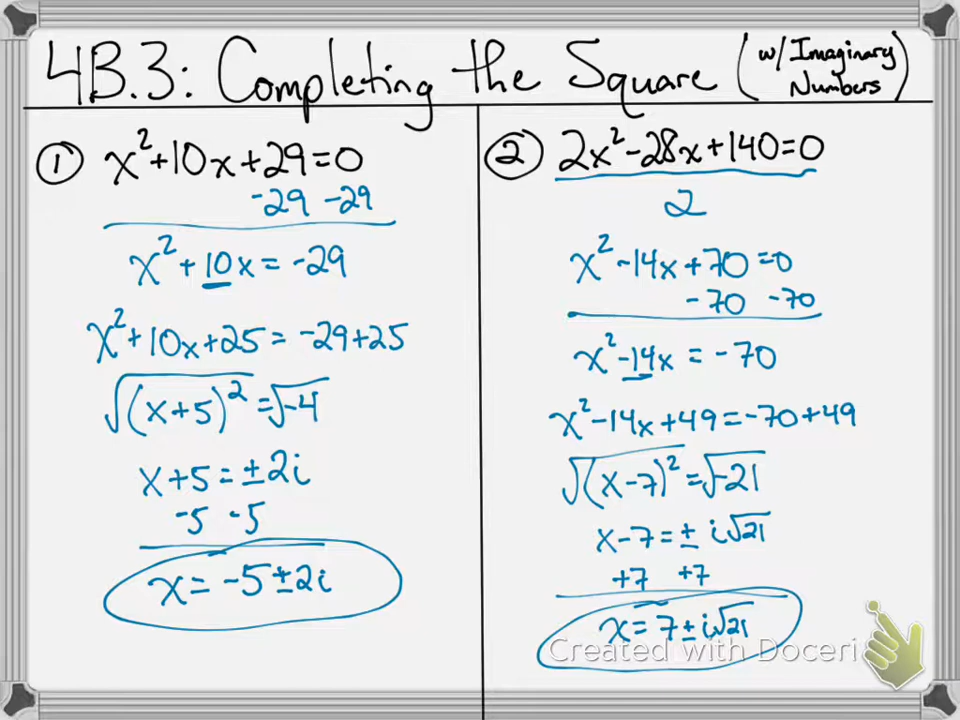 4B.3: Completing the Square (w/ Imaginary Numbers)
① x²+10x+29=0
-29 -29
x²+10x=-29
x²+10x+25=-29+25
√(x+5)²=√-4
x+5=±2i
-5 -5
x=-5±2i
② 2x²-28x+140=0
2
x²-14x+70=0
-70 -70
x²-14x=-70
x²-14x+49=-70+49
√(x-7)²=√-21
x-7=±i√21
+7 +7
x=7±i√21
Created with Doceri